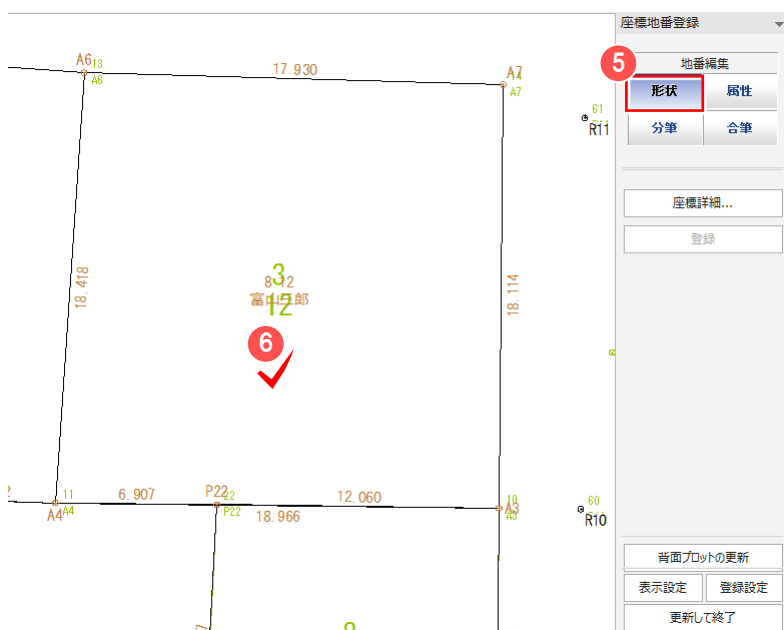 座標地番登録
5
地番編集
形状
属性
分筆
合筆
座標詳細...
登録
A6
13
A6
17.930
A7
A7
61
R11
18.418
3
8-12
12
18.114
6
11
A4
A4
6.907
P22
22
P22
12.060
18.966
10
A3
A3
60
R10
背面プロットの更新
表示設定
登録設定
更新して終了